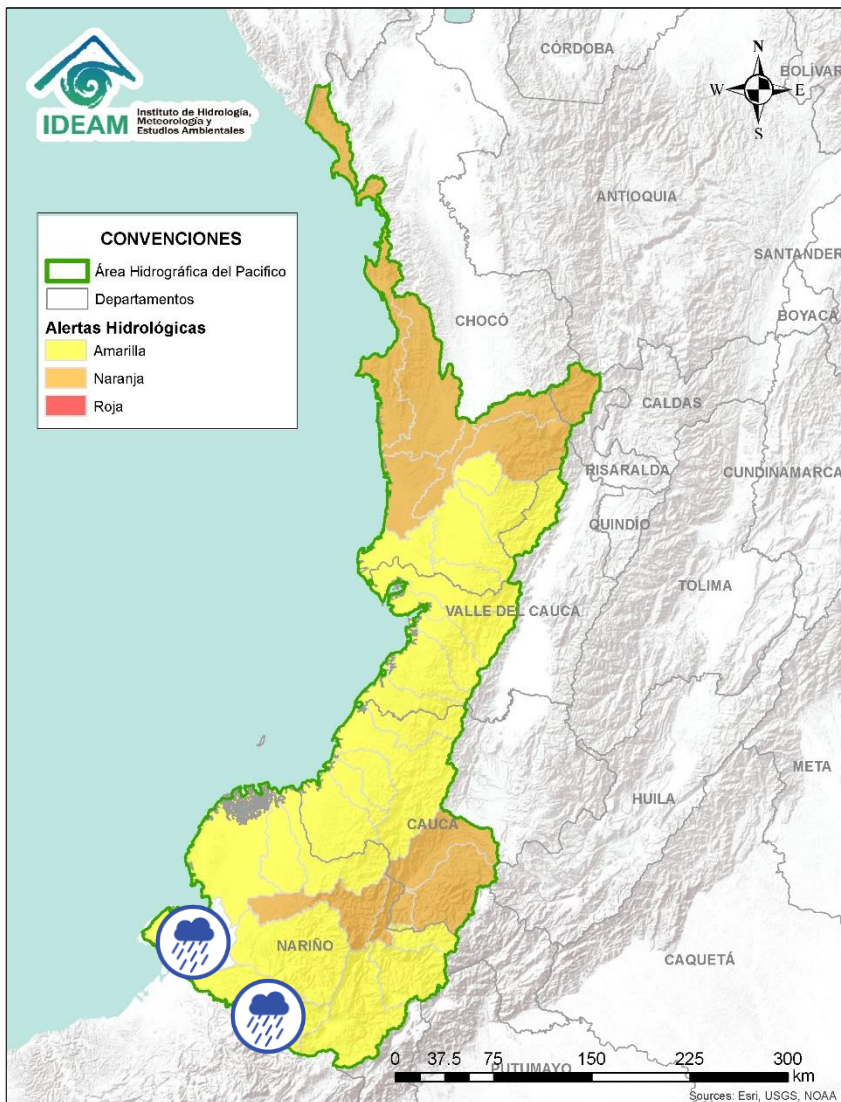 IDEAM
Instituto de Hidrología,
Meteorología y
Estudios Ambientales
CÓRDOBA
BOLÍVAR
N
W
E
S
ANTIOQUIA
SANTANDER
BOYACA
CONVENCIONES
Área Hidrográfica del Pacifico
Departamentos
Alertas Hidrológicas
Amarilla
Naranja
Roja
CHOCÓ
CALDAS
RISARALDA
CUNDINAMARCA
QUINDÍO
TOLIMA
VALLE DEL CAUCA
META
HUILA
CAUCA
NARIÑO
CAQUETÁ
PUTUMAYO
0 37.5 75 150 225 300
km
Sources: Esri, USGS, NOAA